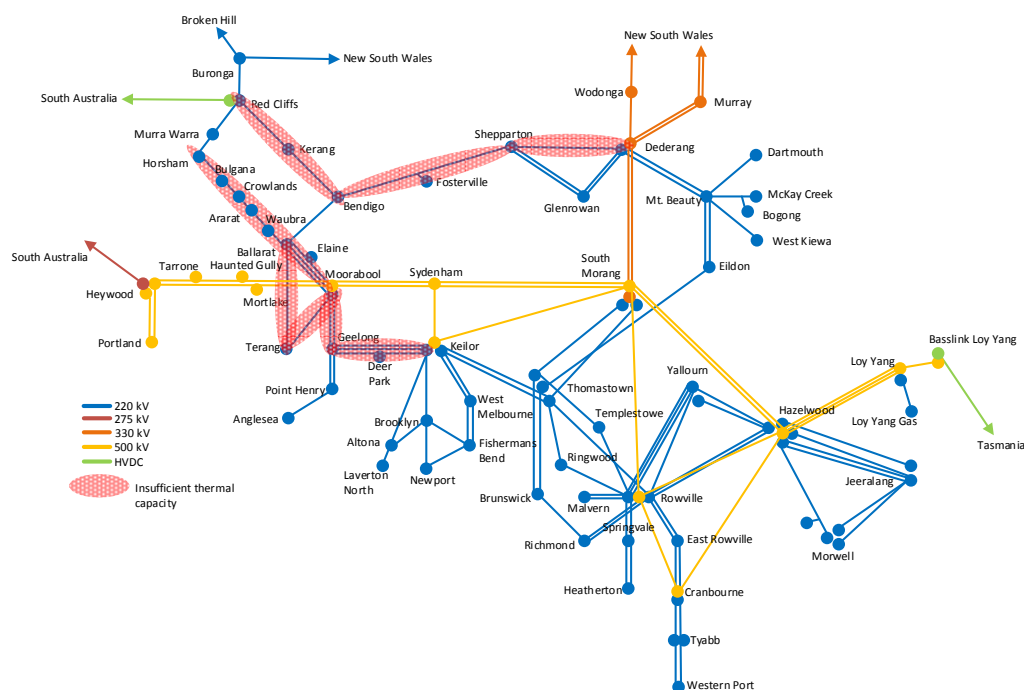 Broken Hill
New South Wales
New South Wales
Buronga
South Australia
Red Cliffs
Wodonga
Murray
Murra Warra
Shepparton
Dederang
Kerang
Dartmouth
Horsham
Bulgana
Fosterville
Crowlands
McKay Creek
Mt. Beauty
Glenrowan
Bendigo
Bogong
Ararat
Waubra
West Kiewa
Elaine
Ballarat
South Australia
Tarrone
Haunted Gully
Moorabool
Sydenham
South
Morang
Eildon
Heywood
Mortlake
Portland
Geelong
Terang
Keilor
Deer
Park
Basslink Loy Yang
Loy Yang
Yallourn
Point Henry
Thomastown
West
Melbourne
Templestowe
Hazelwood
Loy Yang Gas
Anglesea
Brooklyn
Tasmania
220 kV
275 kV
330 kV
500 kV
HVDC
Insufficient thermal
capacity
Altona
Fishermans
Bend
Ringwood
Laverton
North
Newport
Jeeralang
Brunswick
Malvern
Rowville
Springvale
Richmond
East Rowville
Morwell
Heatherton
Cranbourne
Tyabb
Western Port